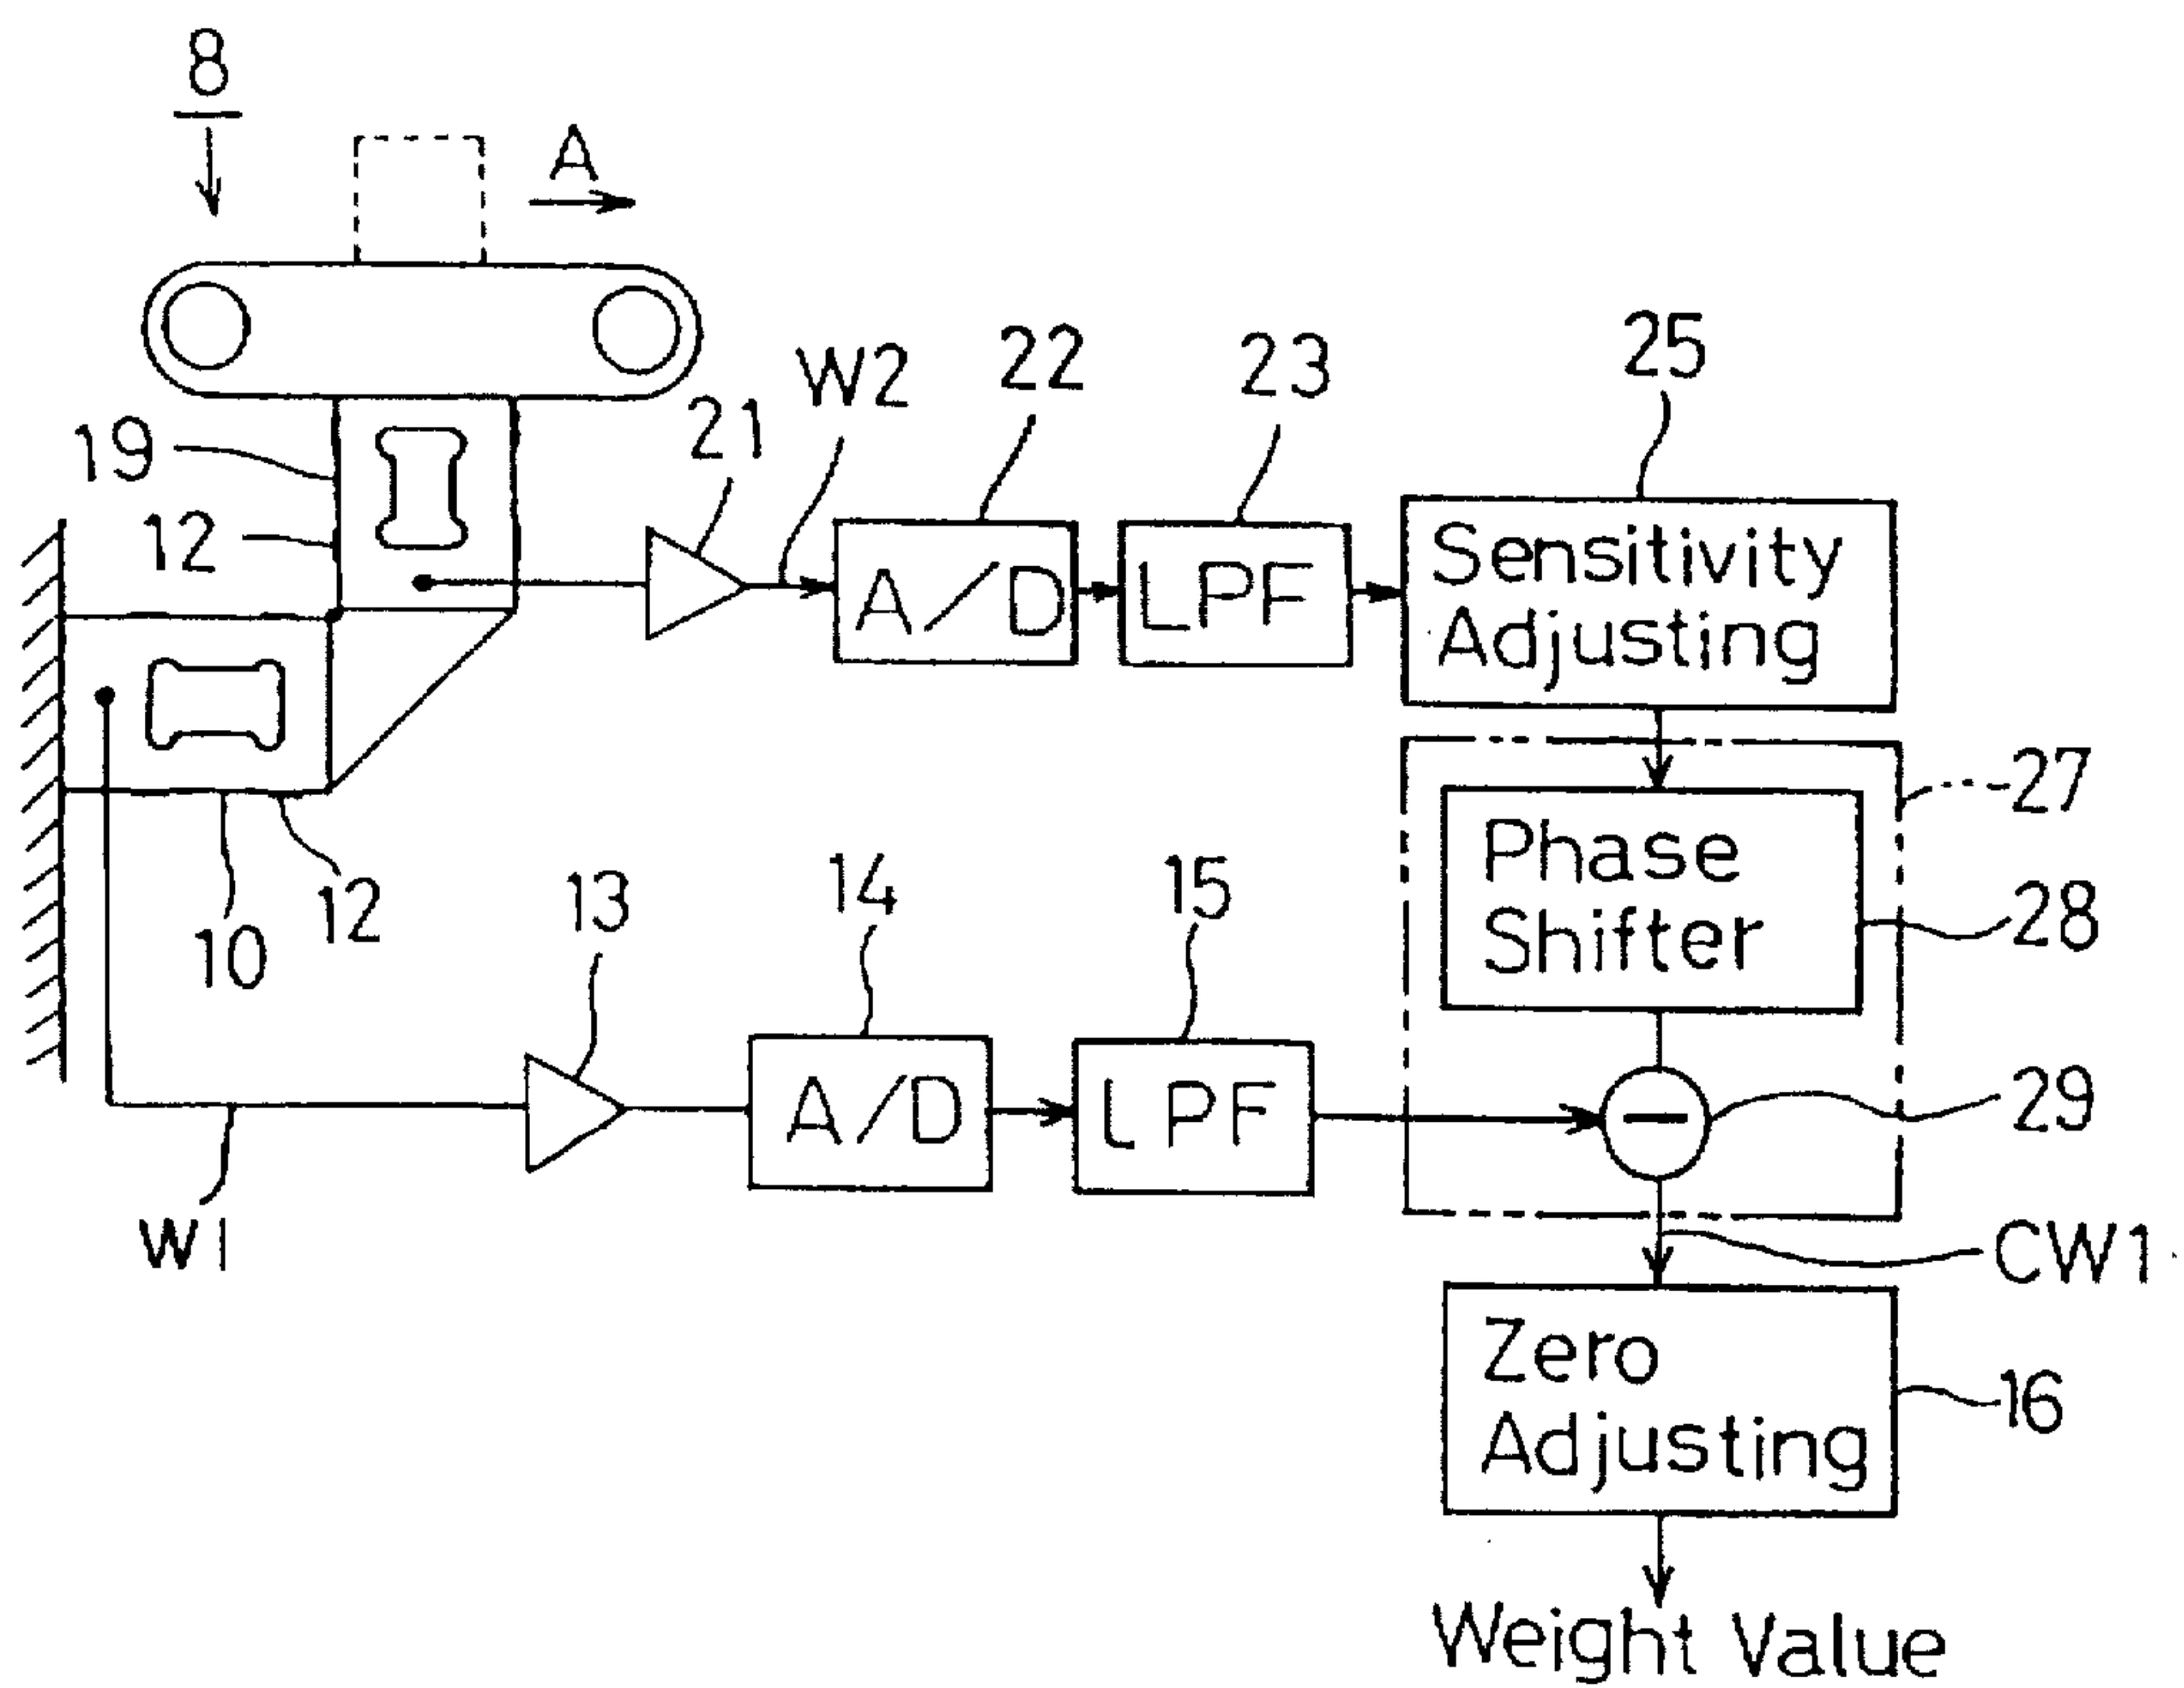 8
A
19
12
21
W2
22
23
25
A/D
LPF
Sensitivity
Adjusting
27
Phase
Shifter
28
10
12
13
14
15
A/D
LPF
29
W1
CW1
Zero
Adjusting
16
Weight Value